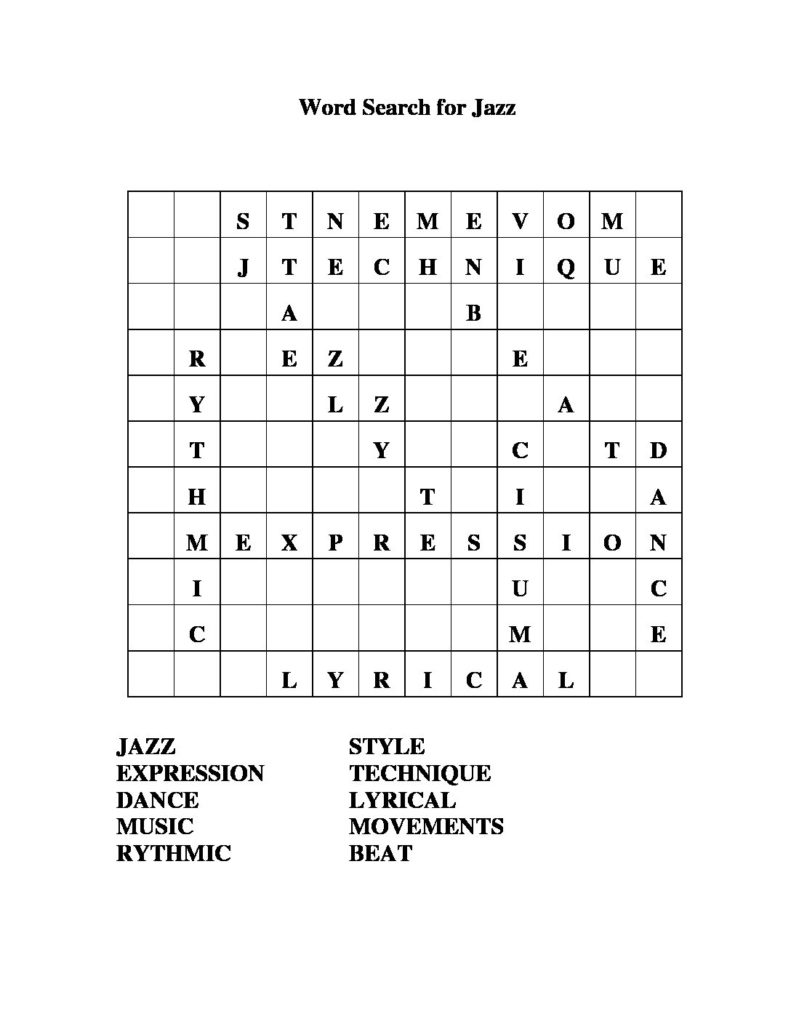 Word Search for Jazz
S T N E M E V O M
J T E C H N I Q U E
A B
R E Z E
Y L Z A
T Y C T D
H T I A
M E X P R E S S I O N
I U C
C M E
L Y R I C A L
JAZZ STYLE
EXPRESSION TECHNIQUE
DANCE LYRICAL
MUSIC MOVEMENTS
RYTHMIC BEAT